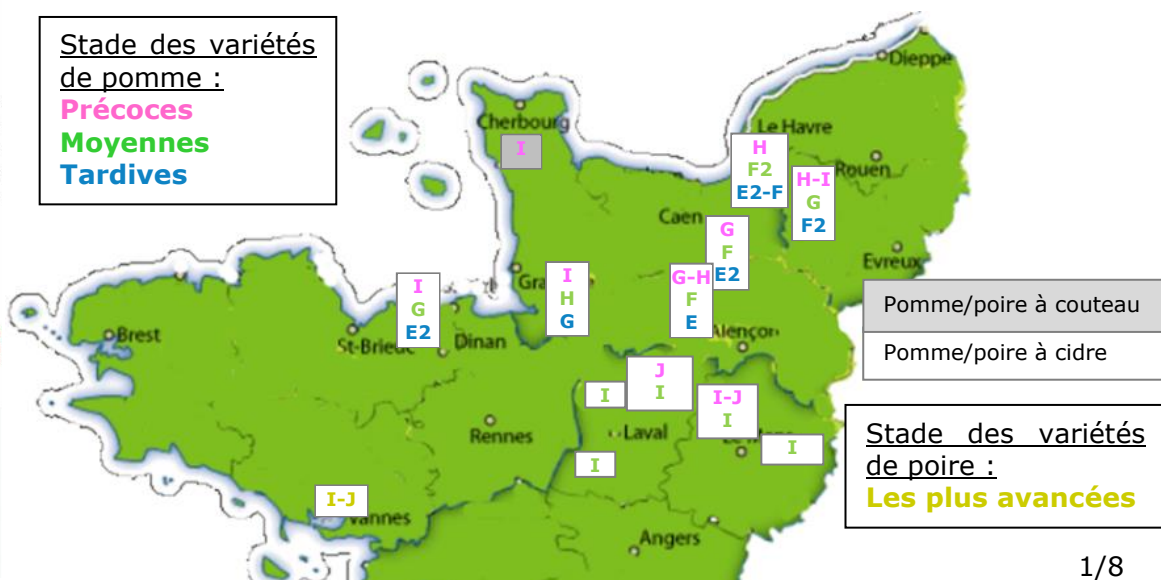 Stade des variétés
de pomme :
Précoces
Moyennes
Tardives
Dieppe
Cherbourg
I
Le Havre
H
F2
E2-F
Rouen
H-I
G
F2
Caen
G
F
E2
Evreux
I
G
E2
Gra
I
H
G
G-H
F
E
Pomme/poire à couteau
Pomme/poire à cidre
Brest
St-Brieuc
Dinan
Alençon
J
I
I
I-J
I
Rennes
Laval
I
I
Stade des variétés
de poire :
Les plus avancées
I-J
Vannes
Angers
1/8